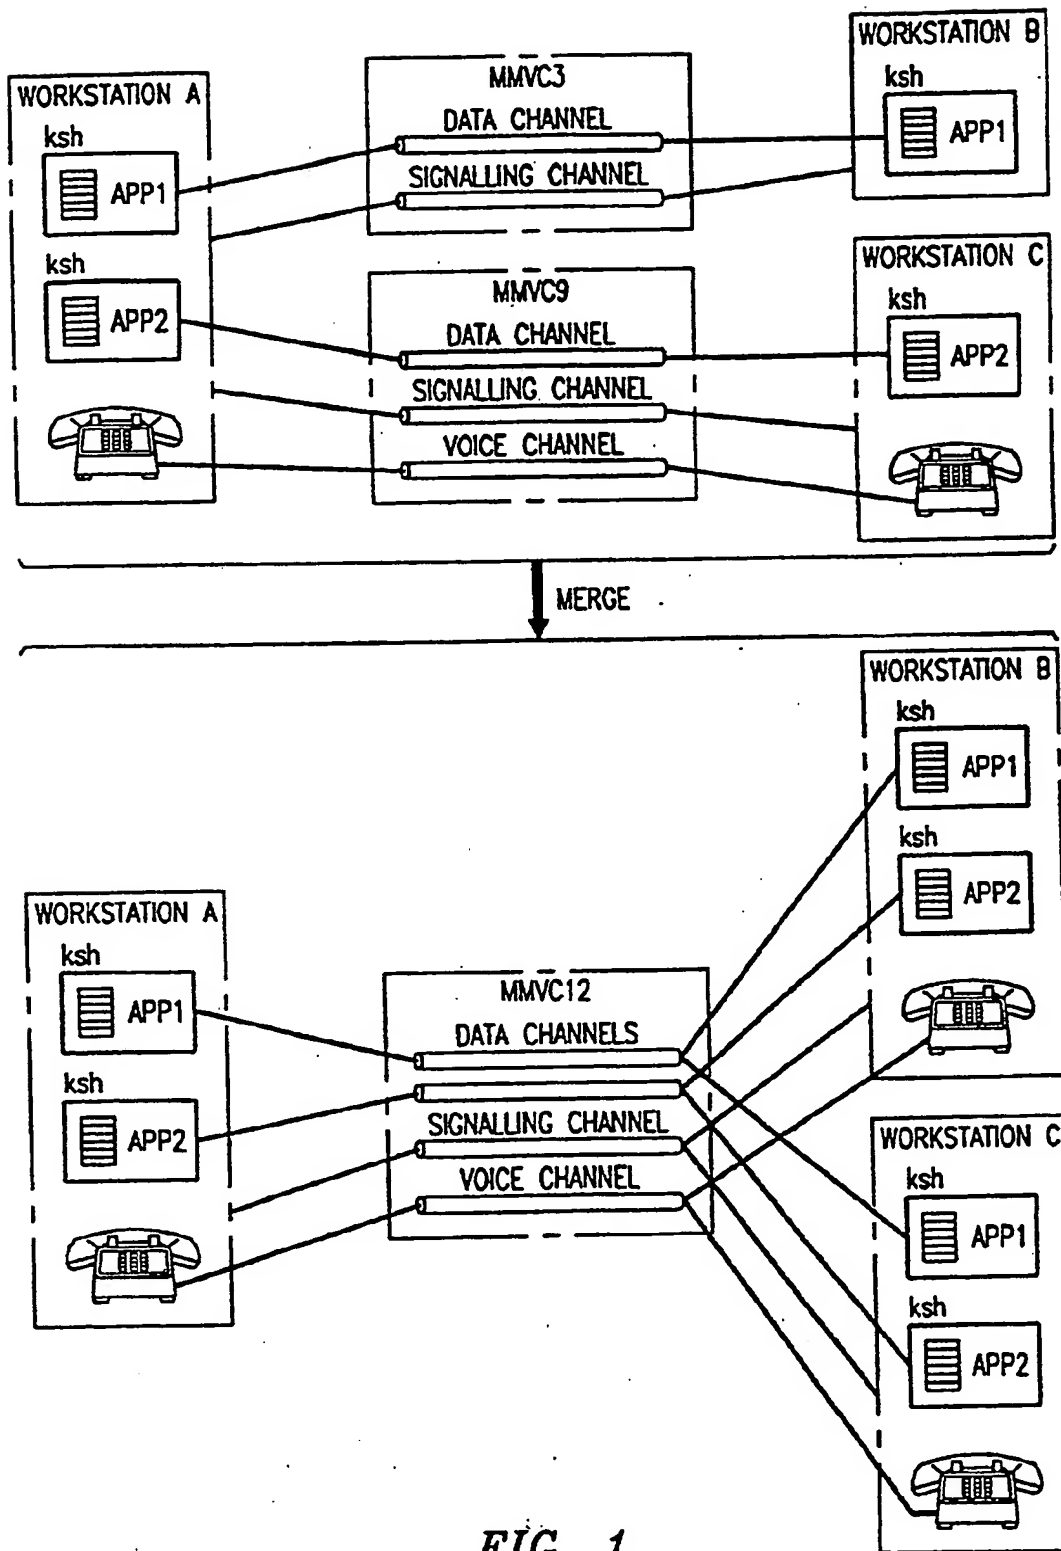 WORKSTATION A
ksh
APP1
ksh
APP2
MMVC3
DATA CHANNEL
SIGNALLING CHANNEL
MMVC9
DATA CHANNEL
SIGNALLING CHANNEL
VOICE CHANNEL
WORKSTATION B
ksh
APP1
WORKSTATION C
ksh
APP2
MERGE
WORKSTATION A
ksh
APP1
ksh
APP2
MMVC12
DATA CHANNELS
SIGNALLING CHANNEL
VOICE CHANNEL
WORKSTATION B
ksh
APP1
ksh
APP2
WORKSTATION C
ksh
APP1
ksh
APP2
FIG. 1